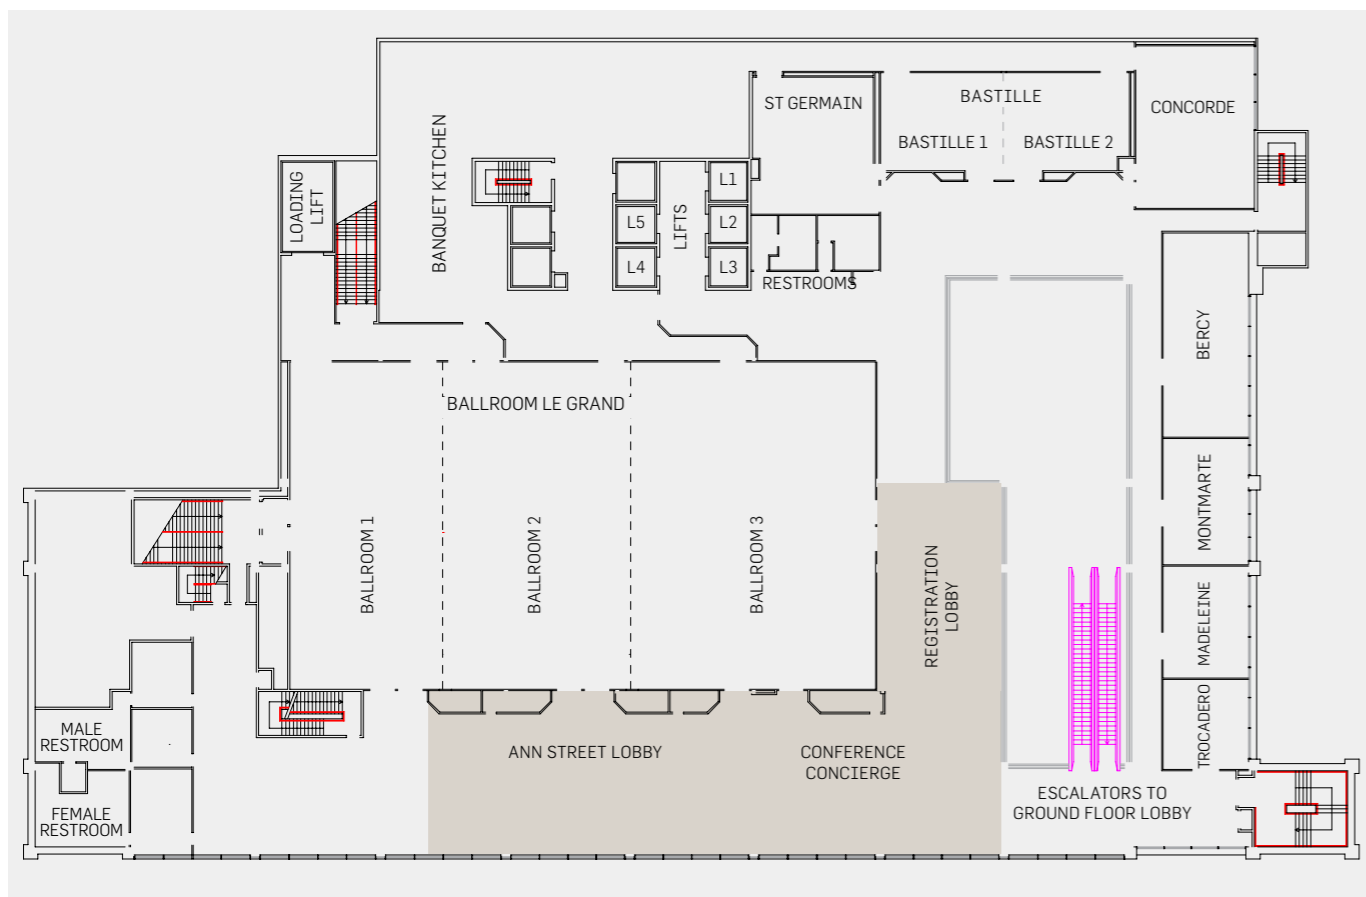 ST GERMAIN
BASTILLE
BASTILLE 1
BASTILLE 2
CONCORDE
BANQUET KITCHEN
LOADING
LIFT
LIFTS
L1
L5
L2
L4
L3
RESTROOMS
BERCY
BALLROOM LE GRAND
MONTMARTE
BALLROOM 1
BALLROOM 2
BALLROOM 3
REGISTRATION
LOBBY
MADELEINE
TROCADERO
MALE
RESTROOM
ANN STREET LOBBY
CONFERENCE
CONCIERGE
ESCALATORS TO
GROUND FLOOR LOBBY
FEMALE
RESTROOM